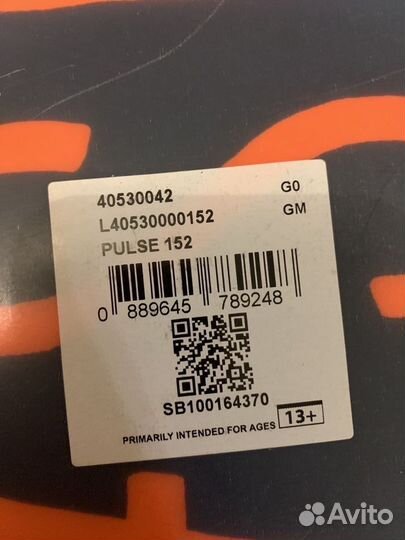 40530042 G0
L40530000152 GM
PULSE 152
0 889645 789248
SB100164370
PRIMARILY INTENDED FOR AGES 13+
Avito